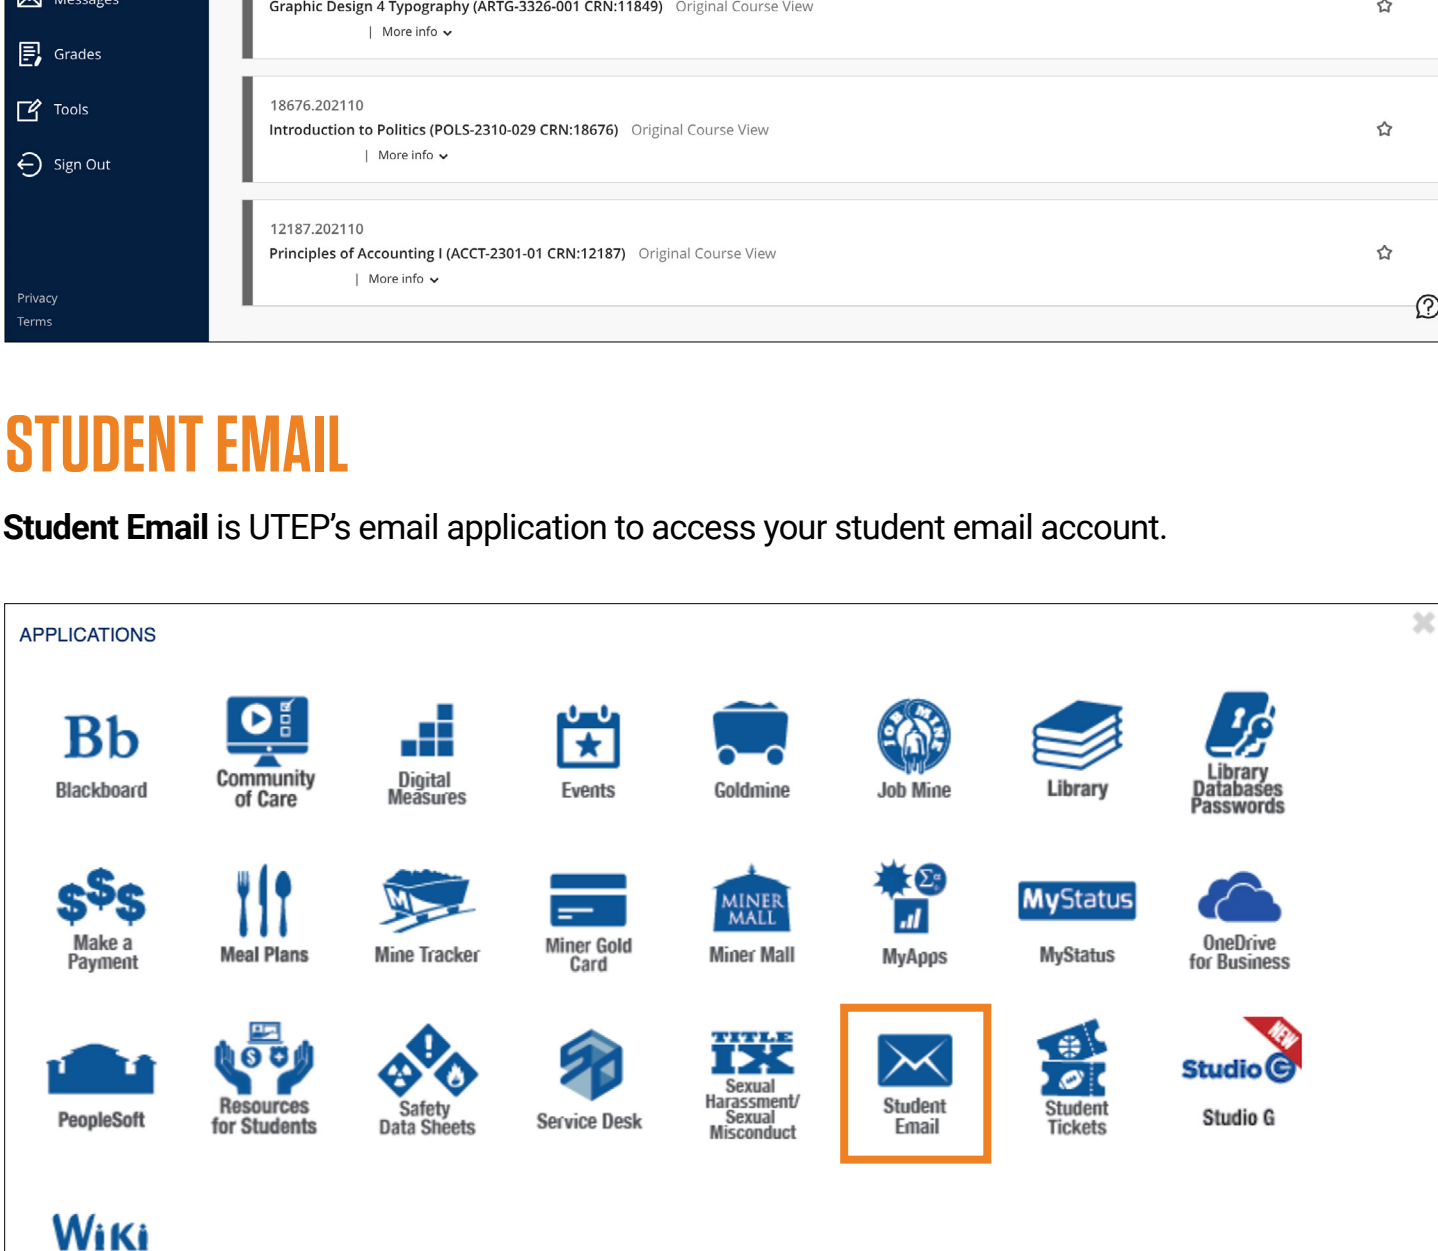 Messages
Grades
Tools
Sign Out
Privacy
Terms
Graphic Design 4 Typography (ARTG-3326-001 CRN:11849) Original Course View
| More info
18676.202110
Introduction to Politics (POLS-2310-029 CRN:18676) Original Course View
| More info
12187.202110
Principles of Accounting I (ACCT-2301-01 CRN:12187) Original Course View
| More info
STUDENT EMAIL
Student Email is UTEP's email application to access your student email account.
APPLICATIONS
Bb
Blackboard
Community
of Care
Digital
Measures
Events
Goldmine
JOB MINE
Job Mine
Library
Library
Databases
Passwords
$$$
Make a
Payment
Meal Plans
M
Mine Tracker
Miner Gold
Card
MINER
MALL
Miner Mall
MyApps
MyStatus
MyStatus
OneDrive
for Business
PeopleSoft
Resources
for Students
Safety
Data Sheets
Service Desk
TITLE
IX
Sexual
Harassment/
Sexual
Misconduct
Student
Email
Student
Tickets
NEW
Studio G
Studio G
Wiki